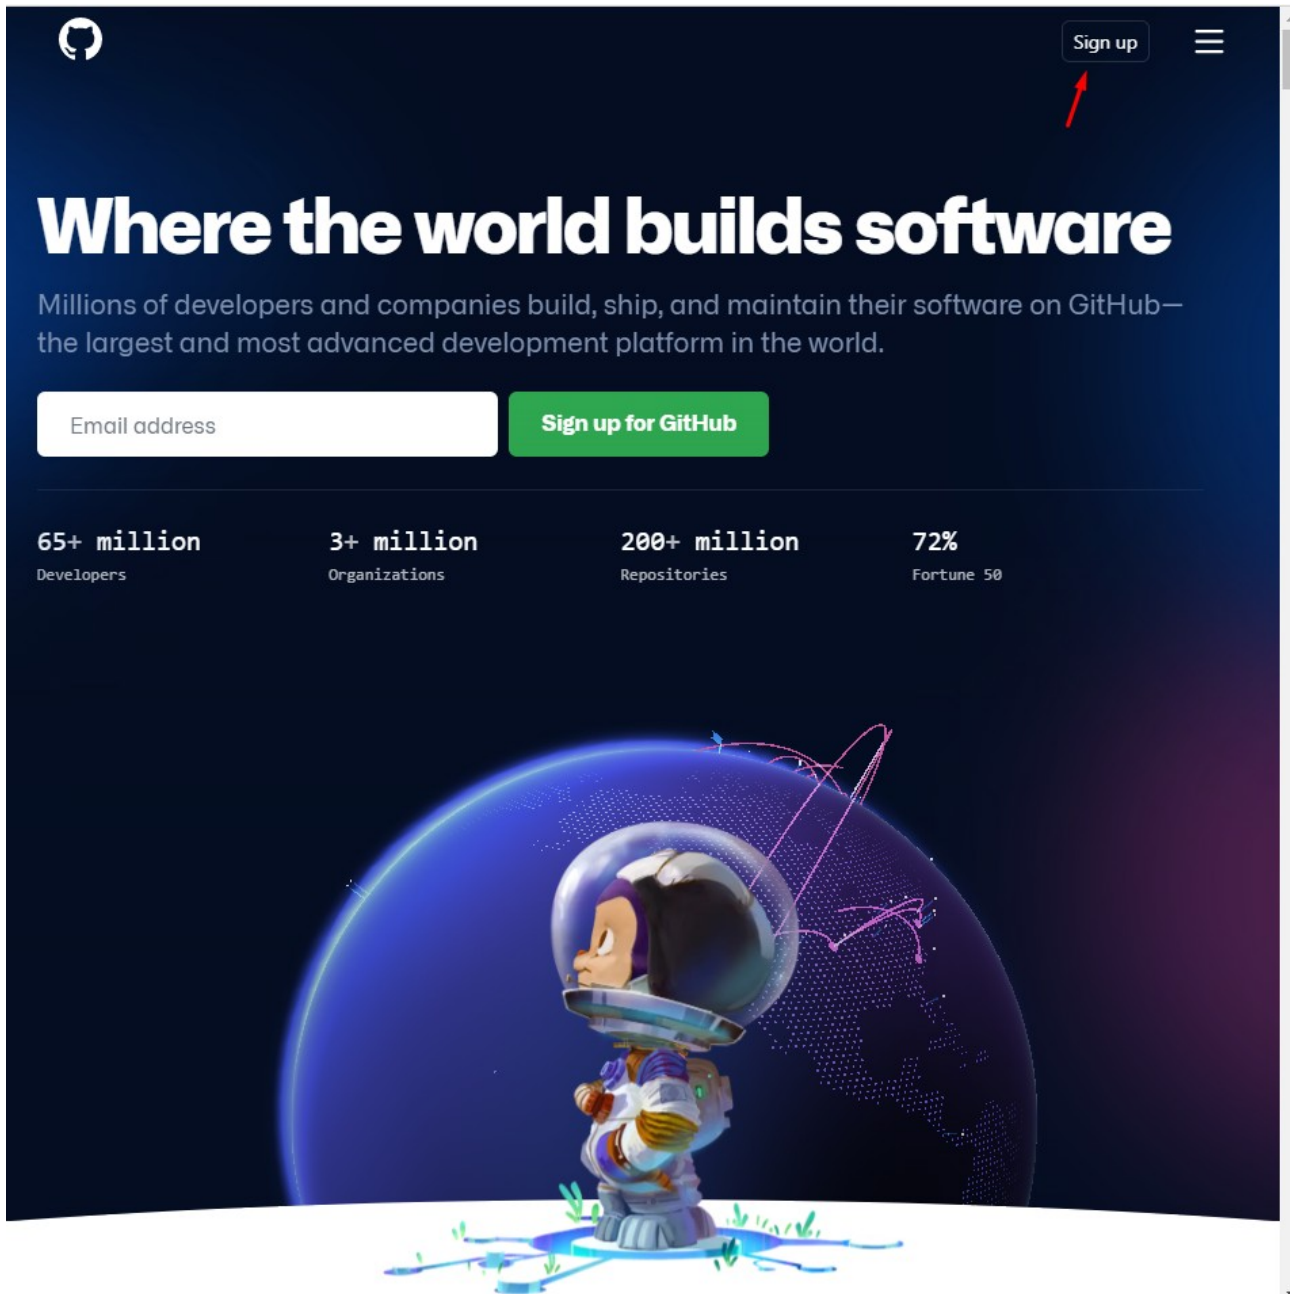 Sign up
Where the world builds software
Millions of developers and companies build, ship, and maintain their software on GitHub—
the largest and most advanced development platform in the world.
Email address
Sign up for GitHub
65+ million
Developers
3+ million
Organizations
200+ million
Repositories
72%
Fortune 50